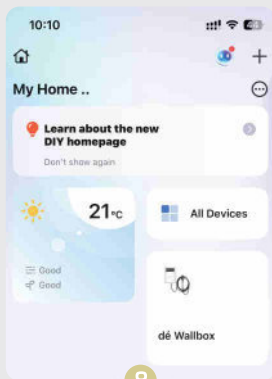 10:10
My Home ..
Learn about the new
DIY homepage
Don't show again
21°C
All Devices
Good
Good
dé Wallbox